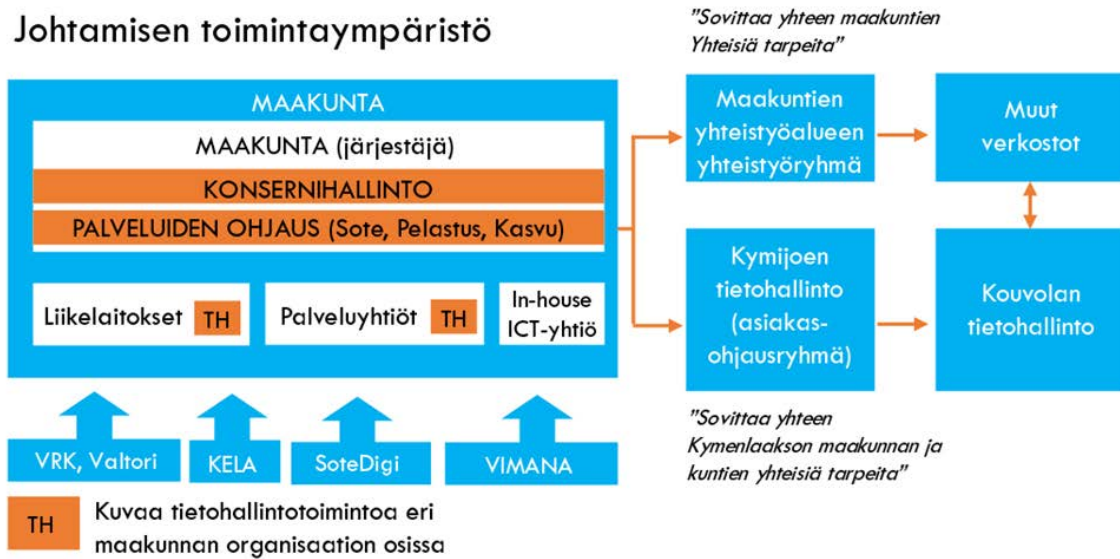 Johtamisen toimintaympäristö
MAAKUNTA
MAAKUNTA (järjestäjä)
KONSERNIHALLINTO
PALVELUIDEN OHJAUS (Sote, Pelastus, Kasvu)
Liikelaitokset
TH
Palveluyhtiöt
TH
In-house
ICT-yhtiö
VRK, Valtori
KELA
SoteDigi
VIMANA
TH
Kuvaa tietohallintotoimintoa eri
maakunnan organisaation osissa
"Sovittaa yhteen maakuntien
Yhteisiä tarpeita"
Maakuntien
yhteistyöalueen
yhteistyöryhmä
Muut
verkostot
Kymijoen
tietohallinto
(asiakas-
ohjausryhmä)
Kouvolan
tietohallinto
"Sovittaa yhteen
Kymenlaakson maakunnan ja
kuntien yhteisiä tarpeita"